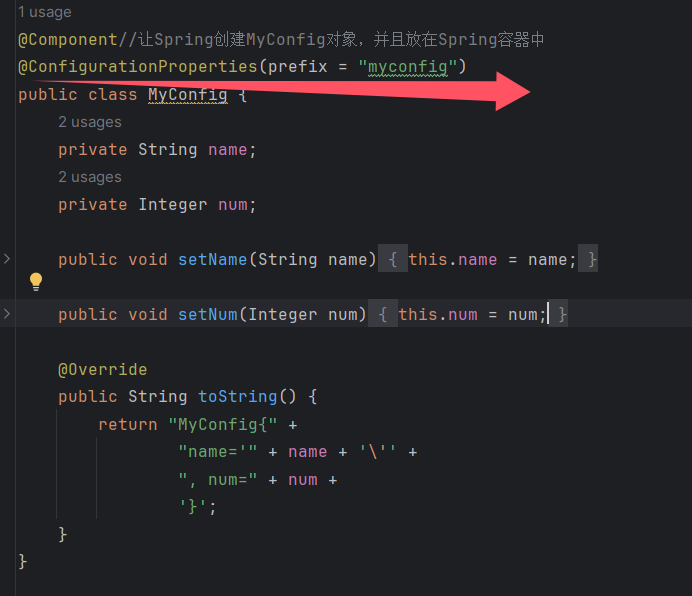 1 usage
@Component//让Spring创建MyConfig对象，并且放在Spring容器中
@ConfigurationProperties(prefix = "myconfig")
public class MyConfig {
2 usages
private String name;
2 usages
private Integer num;
public void setName(String name) { this.name = name; }
public void setNum(Integer num) { this.num = num; }
@Override
public String toString() {
return "MyConfig{" +
"name='" + name + '\'' +
", num=" + num +
'}';
}
}